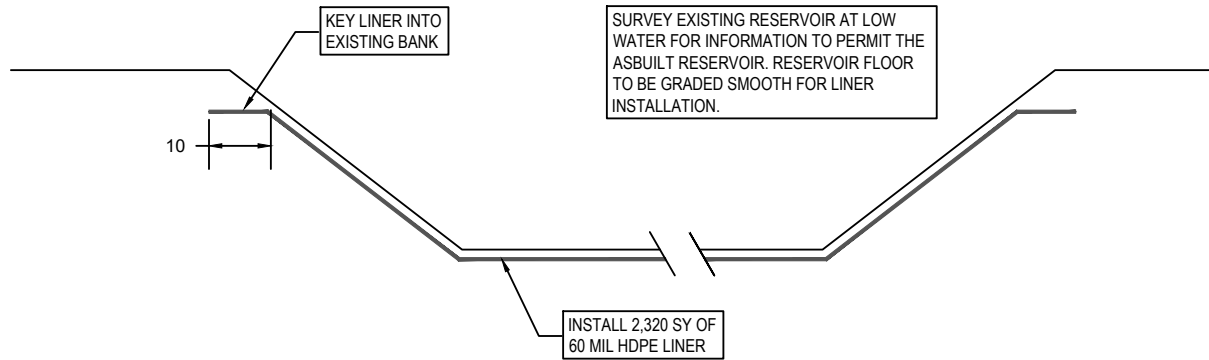 KEY LINER INTO
EXISTING BANK
SURVEY EXISTING RESERVOIR AT LOW
WATER FOR INFORMATION TO PERMIT THE
ASBUILT RESERVOIR. RESERVOIR FLOOR
TO BE GRADED SMOOTH FOR LINER
INSTALLATION.
10
INSTALL 2,320 SY OF
60 MIL HDPE LINER